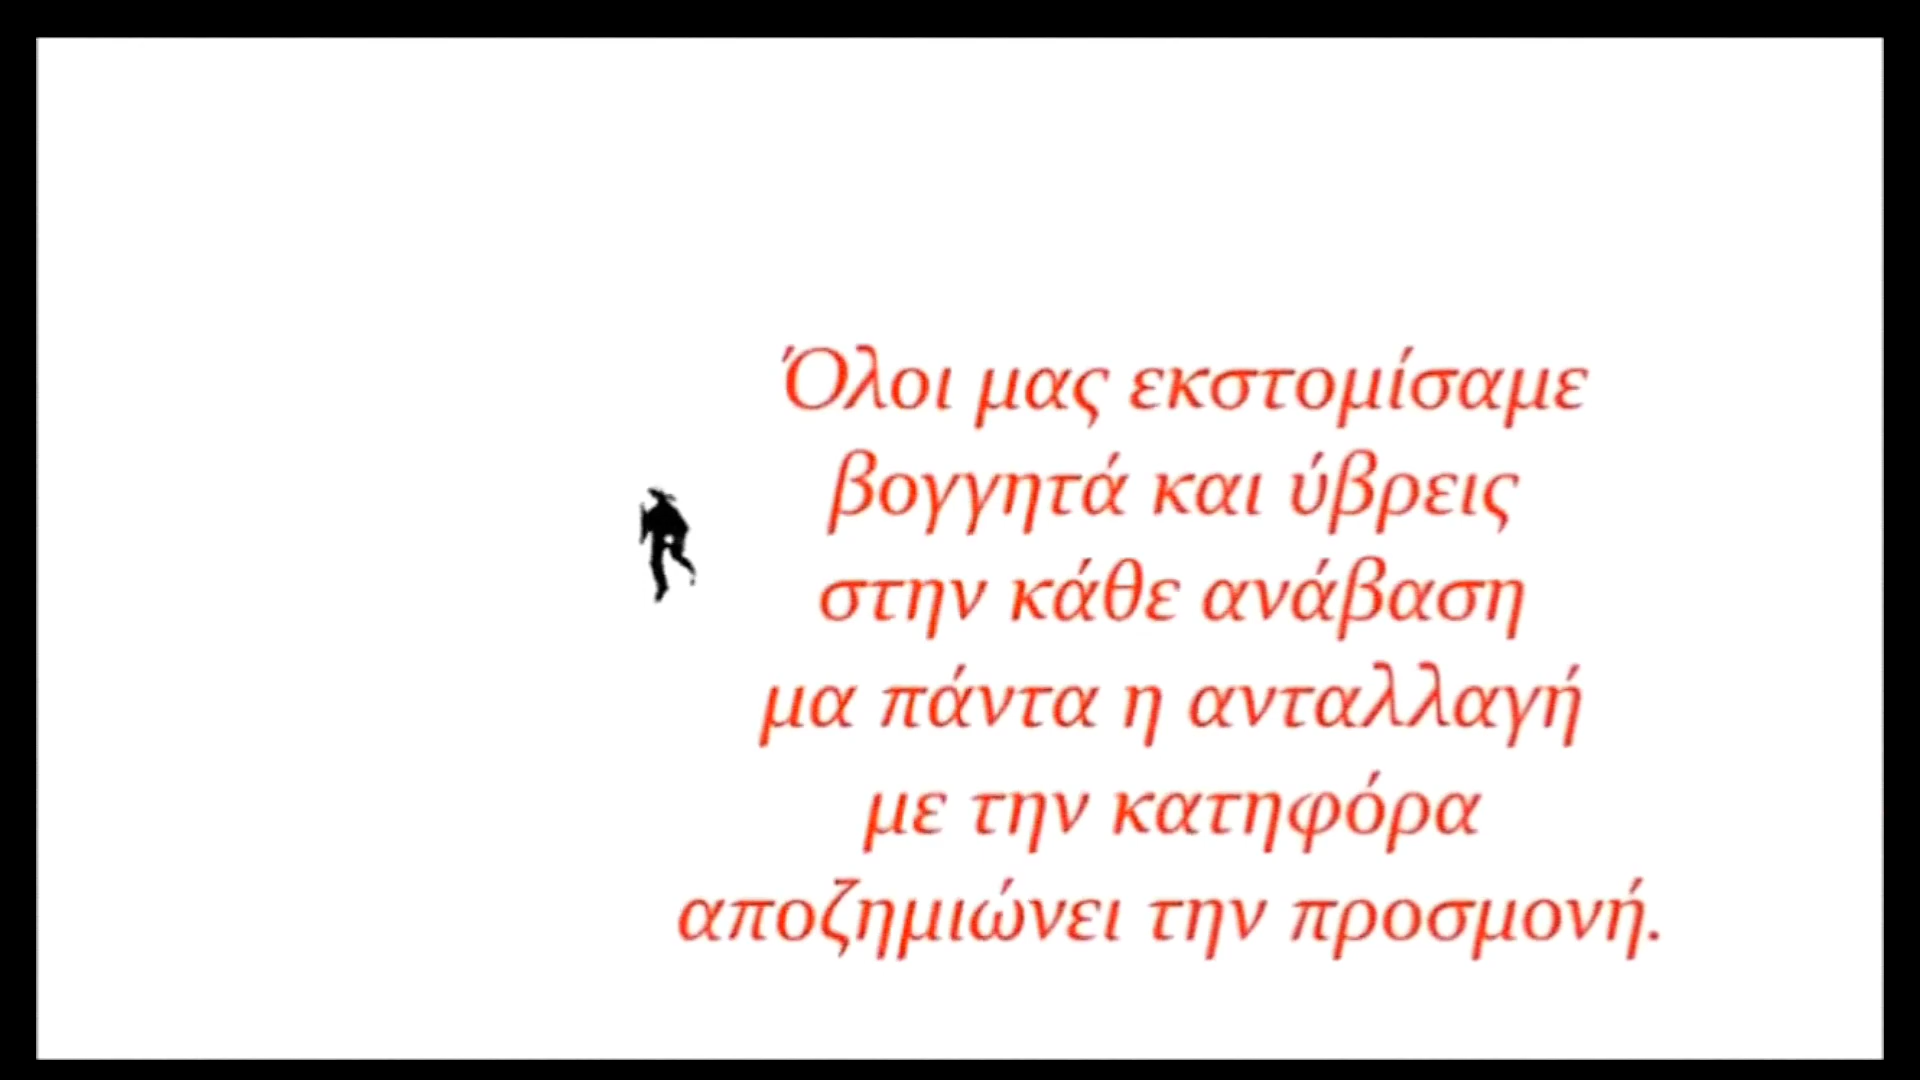 Όλοι μας εκστομίσαμε
βογγητά και ύβρεις
στην κάθε ανάβαση
μα πάντα η ανταλλαγή
με την κατηφόρα
αποζημιώνει την προσμονή.